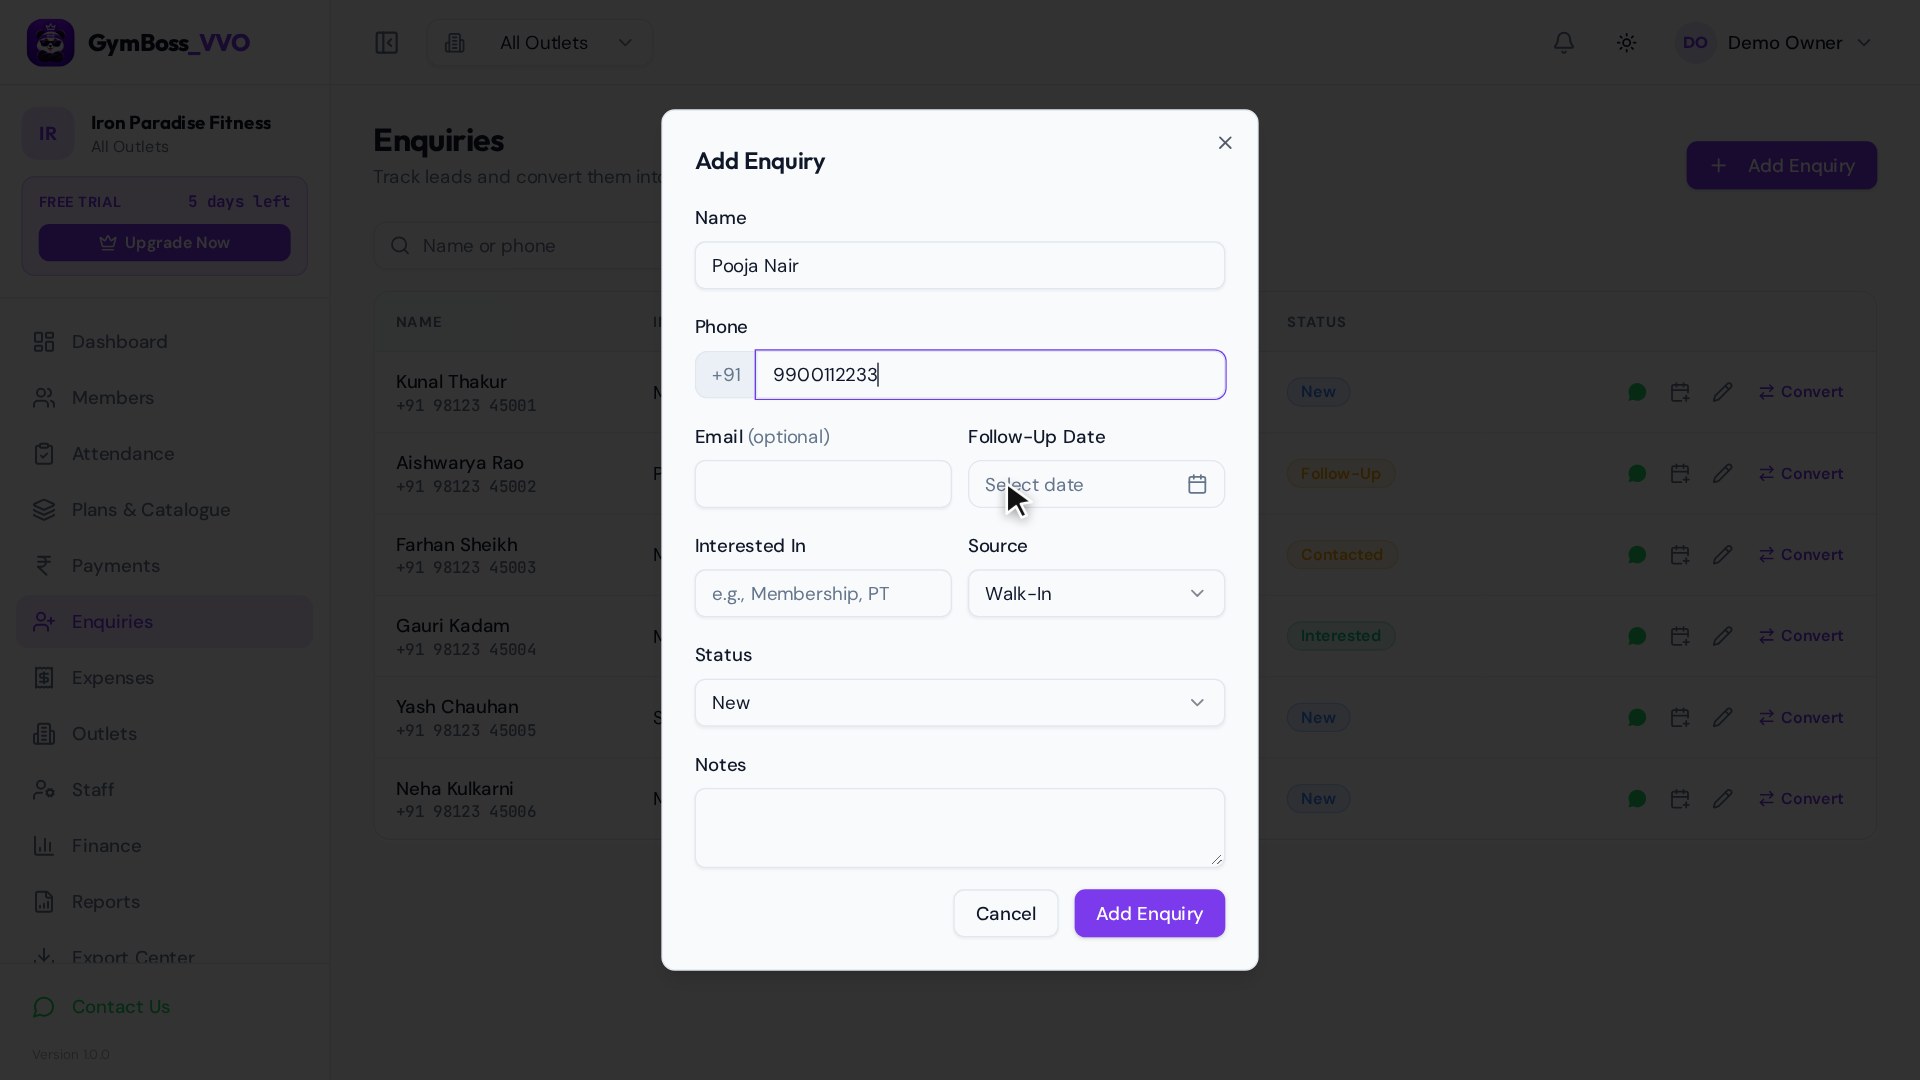 GymBoss_VVO
All Outlets
DO
Demo Owner
IR
Iron Paradise Fitness
All Outlets
FREE TRIAL
5 days left
Upgrade Now
Dashboard
Members
Attendance
Plans & Catalogue
Payments
Enquiries
Expenses
Outlets
Staff
Finance
Reports
Export Center
Contact Us
Version 1.0.0
Enquiries
Track leads and convert them
Add Enquiry
Name or phone
NAME
STATUS
Kunal Thakur
+91 98123 45001
New
Convert
Aishwarya Rao
+91 98123 45002
Follow-Up
Convert
Farhan Sheikh
+91 98123 45003
Contacted
Convert
Gauri Kadam
+91 98123 45004
Interested
Convert
Yash Chauhan
+91 98123 45005
New
Convert
Neha Kulkarni
+91 98123 45006
New
Convert
Add Enquiry
Name
Pooja Nair
Phone
+91
9900112233
Email (optional)
Follow-Up Date
Select date
Interested In
Source
e.g., Membership, PT
Walk-In
Status
New
Notes
Cancel
Add Enquiry